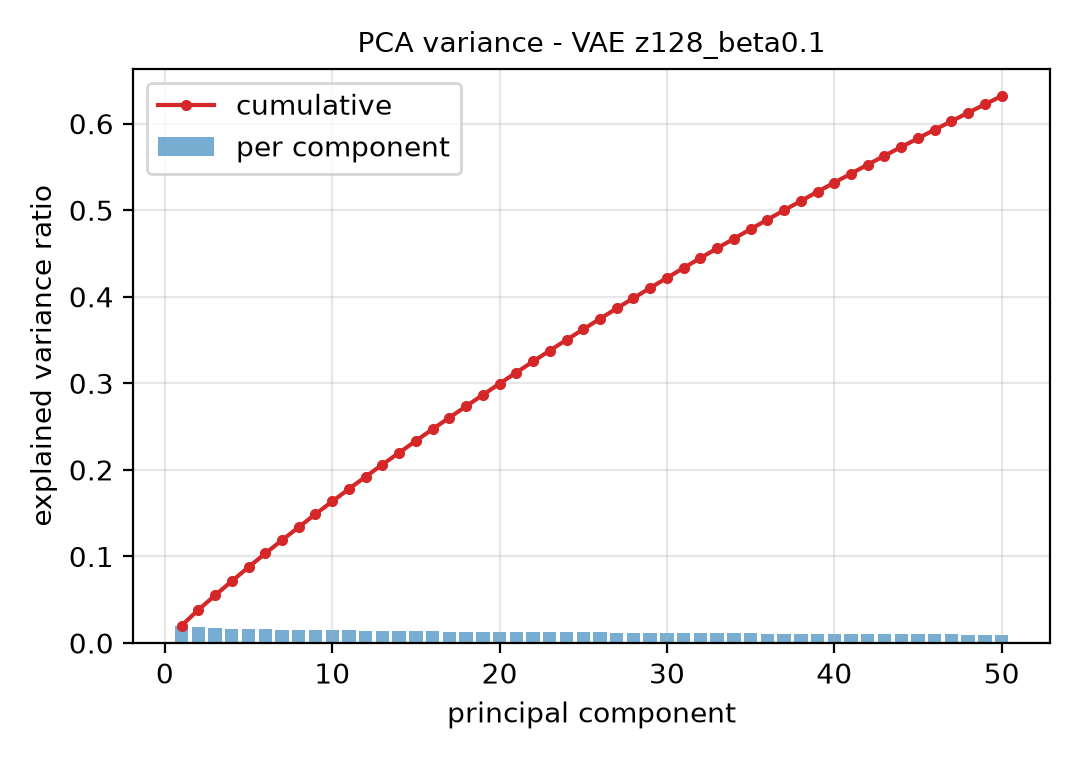 PCA variance - VAE z128_beta0.1
cumulative
per component
explained variance ratio
0.6
0.5
0.4
0.3
0.2
0.1
0.0
0 10 20 30 40 50
principal component